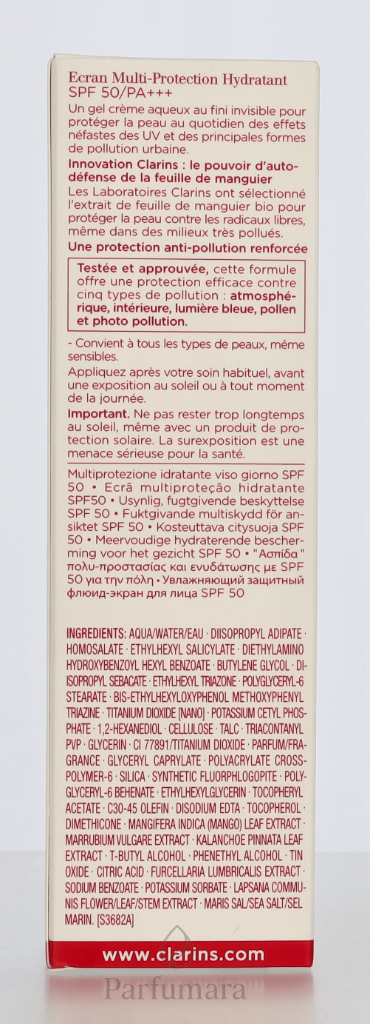 Ecran Multi-Protection Hydratant
SPF 50/PA+++
Un gel crème aqueux au fini invisible pour
protéger la peau au quotidien des effets
néfastes des UV et des principales formes
de pollution urbaine.
Innovation Clarins : le pouvoir d'auto-
défense de la feuille de manguier
Les Laboratoires Clarins ont sélectionné
l'extrait de feuille de manguier bio pour
protéger la peau contre les radicaux libres,
même dans des milieux très pollués.
Une protection anti-pollution renforcée
Testée et approuvée, cette formule
offre une protection efficace contre
cinq types de pollution : atmosphé-
rique, intérieure, lumière bleue, pollen
et photo pollution.
- Convient à tous les types de peaux, même
sensibles.
Appliquez après votre soin habituel, avant
une exposition au soleil ou à tout moment
de la journée.
Important. Ne pas rester trop longtemps
au soleil, même avec un produit de pro-
tection solaire. La surexposition est une
menace sérieuse pour la santé.
Multiprotezione idratante viso giorno SPF
50 • Ecrã multiproteção hidratante
SPF50 • Usynlig, fugtgivende beskyttelse
SPF 50 • Fuktgivande multiskydd för an-
siktet SPF 50 • Kosteuttava citysuoja SPF
50 • Meervoudige hydraterende bescher-
ming voor het gezicht SPF 50 • "Ασπίδα"
πολυ-προστασίας και ενυδάτωσης με SPF
50 για την πόλη • Увлажняющий защитный
флюид-экран для лица SPF 50
INGREDIENTS: AQUA/WATER/EAU · DIISOPROPYL ADIPATE ·
HOMOSALATE · ETHYLHEXYL SALICYLATE · DIETHYLAMINO
HYDROXYBENZOYL HEXYL BENZOATE · BUTYLENE GLYCOL · DI-
ISOPROPYL SEBACATE · ETHYLHEXYL TRIAZONE · POLYGLYCERYL-6
STEARATE · BIS-ETHYLHEXYLOXYPHENOL METHOXYPHENYL
TRIAZINE · TITANIUM DIOXIDE [NANO] · POTASSIUM CETYL PHOS-
PHATE · 1,2-HEXANEDIOL · CELLULOSE · TALC · TRIACONTANYL
PVP · GLYCERIN · CI 77891/TITANIUM DIOXIDE · PARFUM/FRA-
GRANCE · GLYCERYL CAPRYLATE · POLYACRYLATE CROSS-
POLYMER-6 · SILICA · SYNTHETIC FLUORPHLOGOPITE · POLY-
GLYCERYL-6 BEHENATE · ETHYLHEXYLGLYCERIN · TOCOPHERYL
ACETATE · C30-45 OLEFIN · DISODIUM EDTA · TOCOPHEROL ·
DIMETHICONE · MANGIFERA INDICA (MANGO) LEAF EXTRACT ·
MARRUBIUM VULGARE EXTRACT · KALANCHOE PINNATA LEAF
EXTRACT · T-BUTYL ALCOHOL · PHENETHYL ALCOHOL · TIN
OXIDE · CITRIC ACID · FURCELLARIA LUMBRICALIS EXTRACT ·
SODIUM BENZOATE · POTASSIUM SORBATE · LAPSANA COMMU-
NIS FLOWER/LEAF/STEM EXTRACT · MARIS SAL/SEA SALT/SEL
MARIN. [S3682A]
www.clarins.com
Parfumara